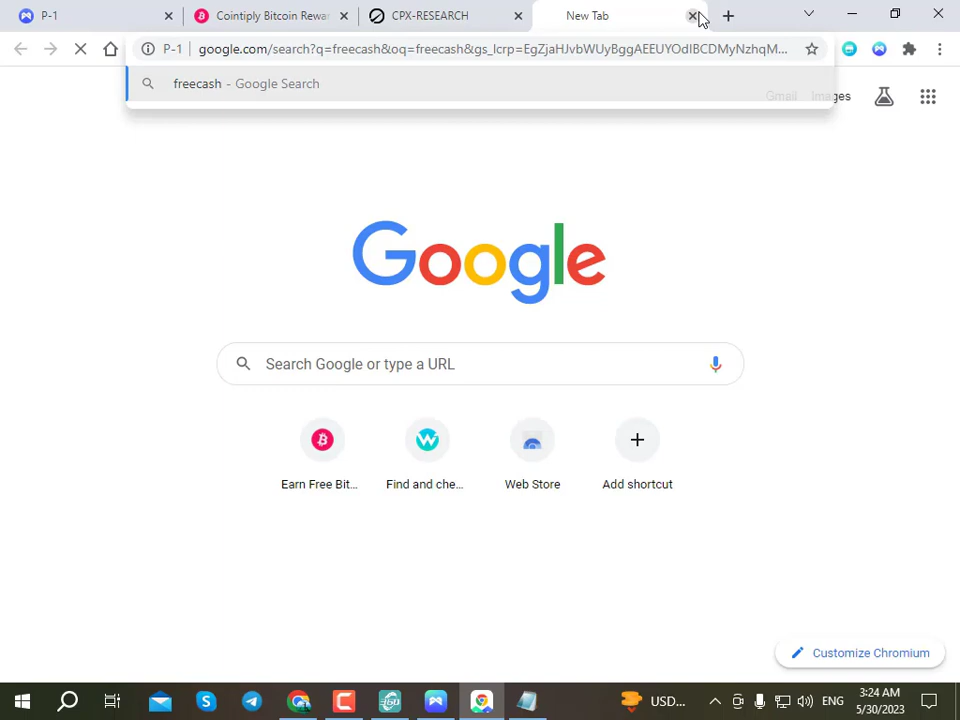 P-1
Cointiply Bitcoin Rewar
CPX-RESEARCH
New Tab
P-1
google.com/search?q=freecash&oq=freecash&gs_lcrp=EgZjaHJvbWUyBggAEEUYOdIBCDMyNzhqM...
freecash - Google Search
Gmail
Images
Google
Search Google or type a URL
Earn Free Bit...
Find and che...
Web Store
Add shortcut
Customize Chromium
USD...
ENG
3:24 AM
5/30/2023